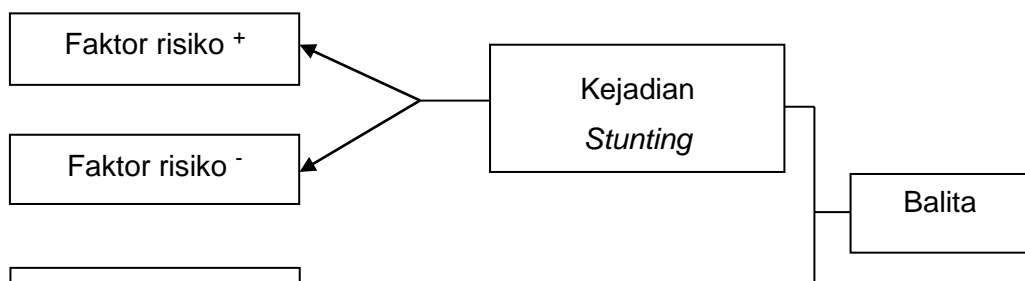 Faktor risiko +
Kejadian
Stunting
Faktor risiko -
Balita